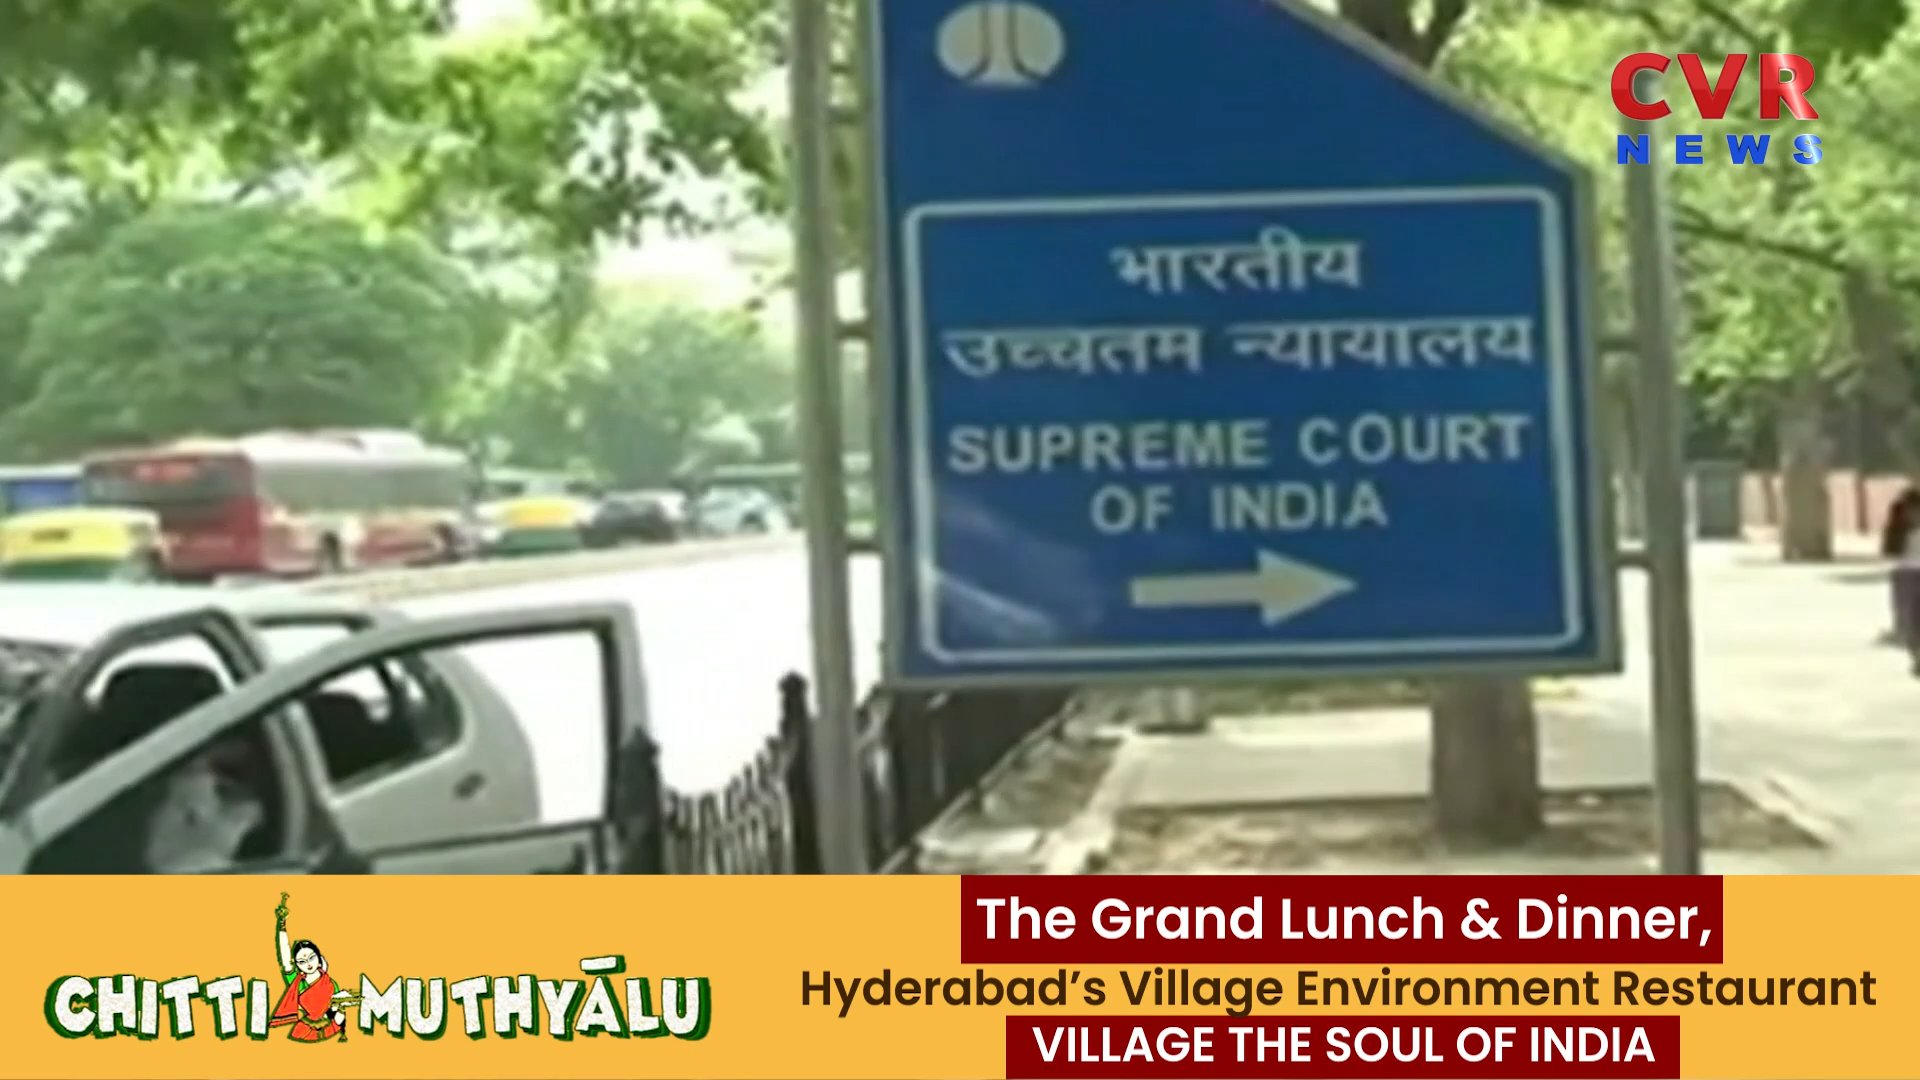 CVR
NEWS
भारतीय
उच्चतम न्यायालय
SUPREME COURT
OF INDIA
CHITTI MUTHYĀLU
The Grand Lunch & Dinner,
Hyderabad's Village Environment Restaurant
VILLAGE THE SOUL OF INDIA